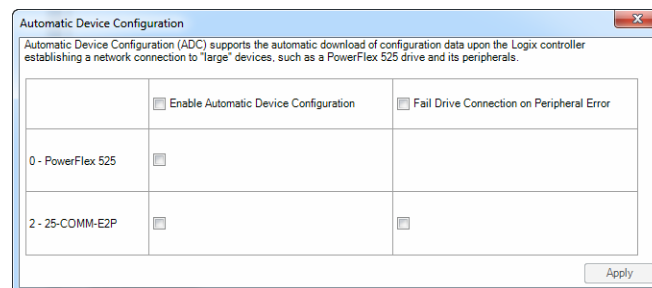 Automatic Device Configuration
Automatic Device Configuration (ADC) supports the automatic download of configuration data upon the Logix controller
establishing a network connection to "large" devices, such as a PowerFlex 525 drive and its peripherals.
Enable Automatic Device Configuration
Fail Drive Connection on Peripheral Error
0 - PowerFlex 525
2 - 25-COMM-E2P
Apply